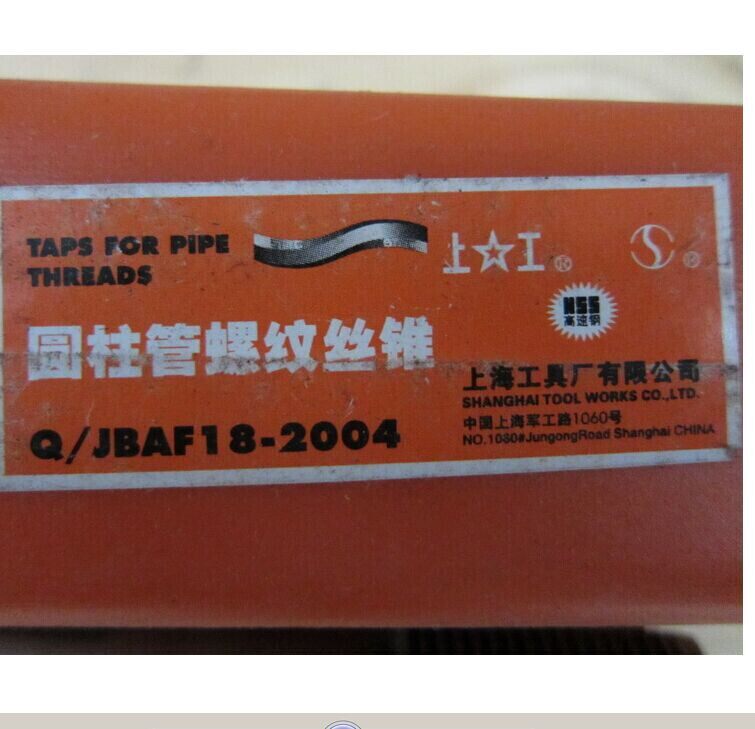 TAPS FOR PIPE
THREADS
上☆工®
S®
HSS
高速钢
圆柱管螺纹丝锥
Q/JBAF18-2004
上海工具厂有限公司
SHANGHAI TOOL WORKS CO.,LTD.
中国上海军工路1060号
NO.1080#JungongRoad Shanghai CHINA